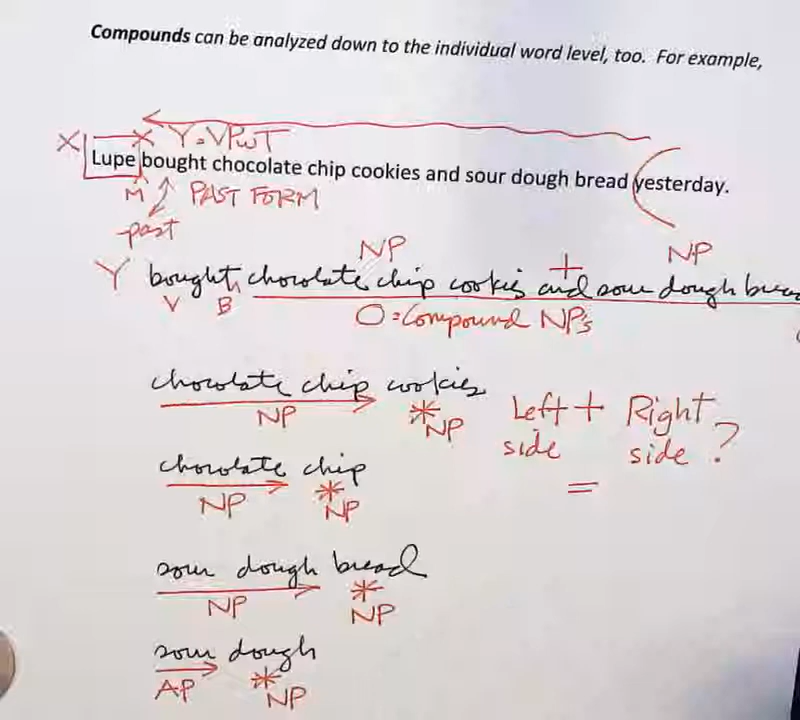 Compounds can be analyzed down to the individual word level, too. For example,
X X Y = VPwT
Lupe bought chocolate chip cookies and sour dough bread yesterday.
M PAST FORM
past
NP + NP
Y bought chocolate chip cookies and sour dough bread
V B O = Compound NP's
chocolate chip cookies
NP * NP
Left + Right
side side ?
=
chocolate chip
NP * NP
sour dough bread
NP * NP
sour dough
AP * NP